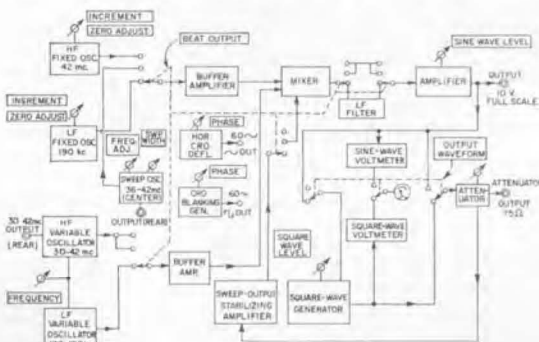 INCREMENT
ZERO ADJUST
HF
FIXED OSC.
42 mc.
BEAT OUTPUT
BUFFER
AMPLIFIER
MIXER
LF
FILTER
SINE WAVE LEVEL
AMPLIFIER
OUTPUT
10 V.
FULL SCALE
INCREMENT
ZERO ADJUST
LF
FIXED OSC.
190 kc
FREQ.
ADJ.
SWP.
WIDTH
SWEEP OSC.
36-42mc
(CENTER)
OUTPUT(REAR)
PHASE
HOR.
CRO.
DEFL.
60~
OUT
PHASE
CRO
BLANKING
GEN.
60~
OUT
SINE-WAVE
VOLTMETER
OUTPUT
WAVEFORM
ATTEN-
UATOR
ATTENUATOR
OUTPUT
75Ω
30-42mc
OUTPUT
(REAR)
HF
VARIABLE
OSCILLATOR
30-42 mc.
BUFFER
AMP.
SQUARE
WAVE
LEVEL
SQUARE-WAVE
VOLTMETER
FREQUENCY
LF
VARIABLE
OSCILLATOR
SWEEP-OUTPUT
STABILIZING
AMPLIFIER
SQUARE-WAVE
GENERATOR